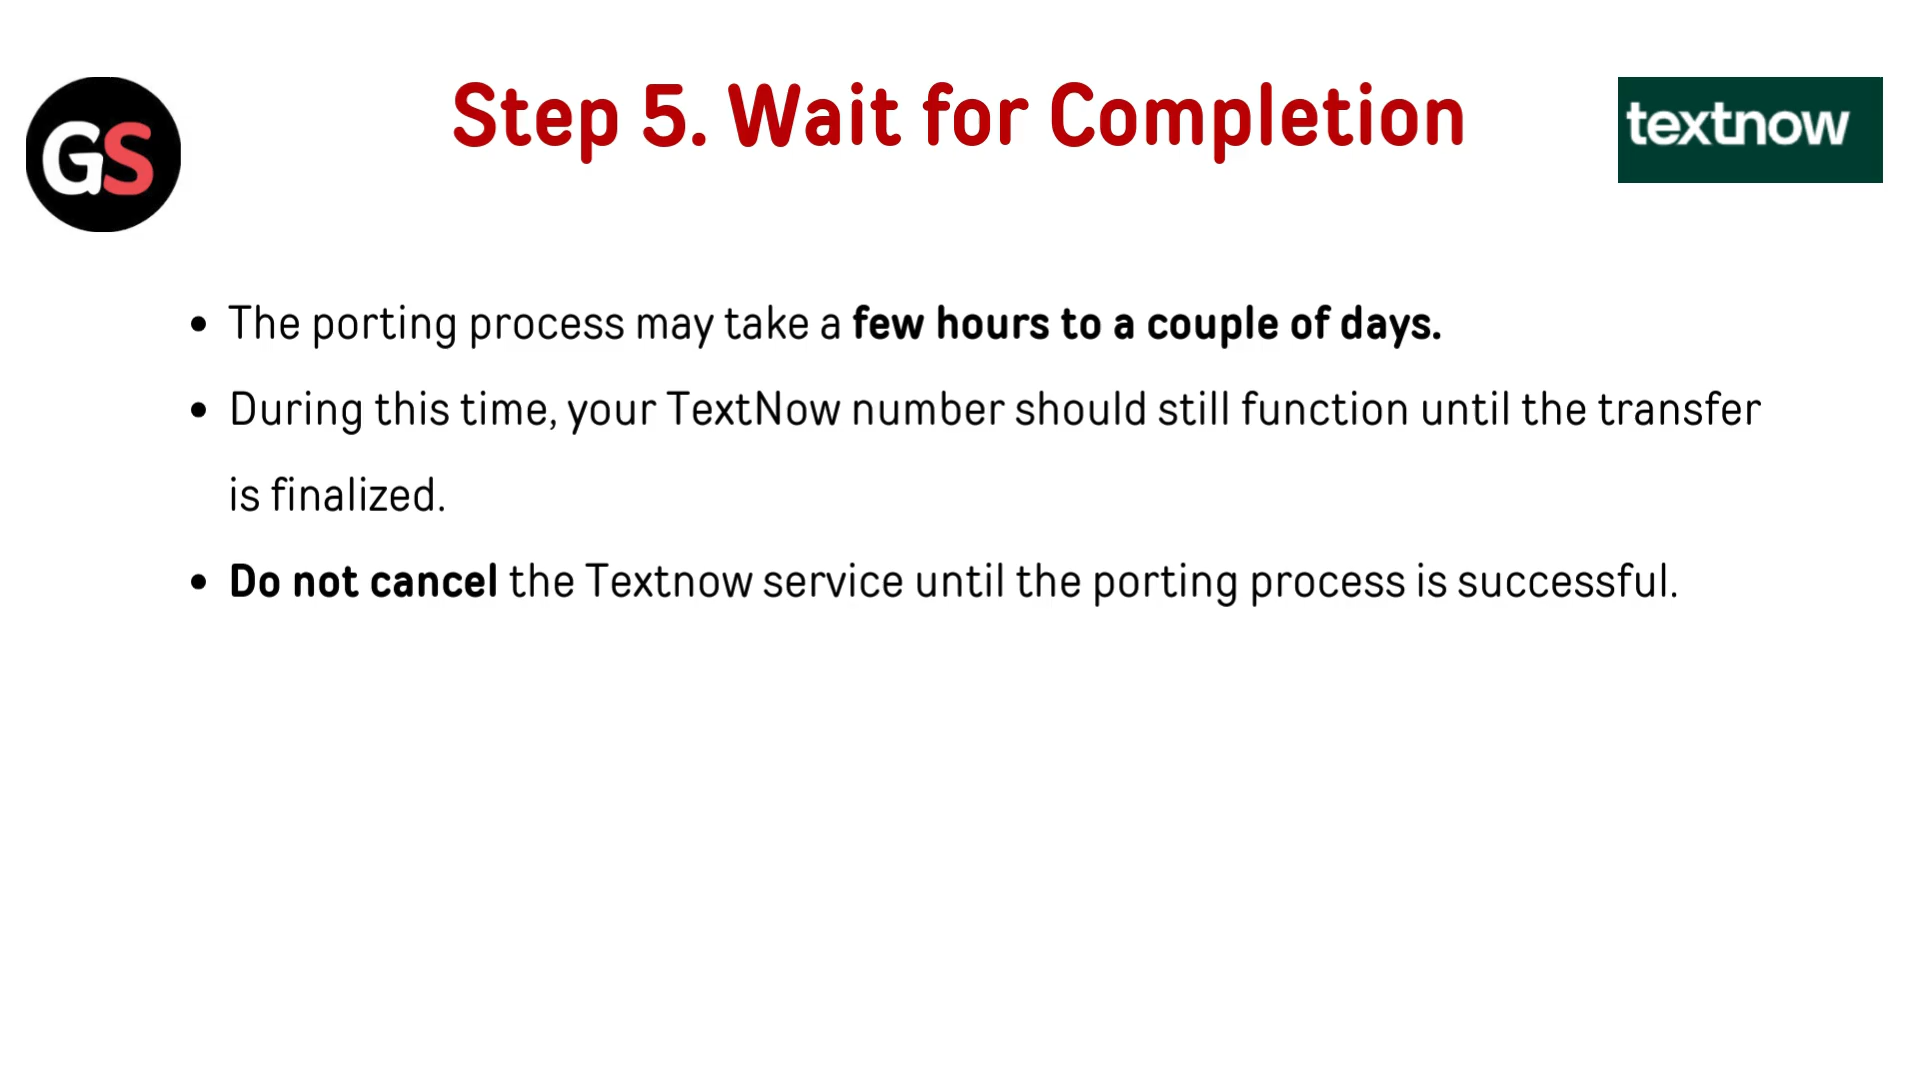 GS
Step 5. Wait for Completion
textnow
• The porting process may take a few hours to a couple of days.
• During this time, your TextNow number should still function until the transfer
is finalized.
• Do not cancel the Textnow service until the porting process is successful.